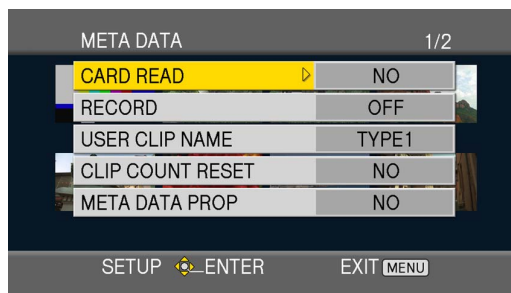 META DATA 1/2
CARD READ NO
RECORD OFF
USER CLIP NAME TYPE1
CLIP COUNT RESET NO
META DATA PROP NO
SETUP ENTER EXIT MENU